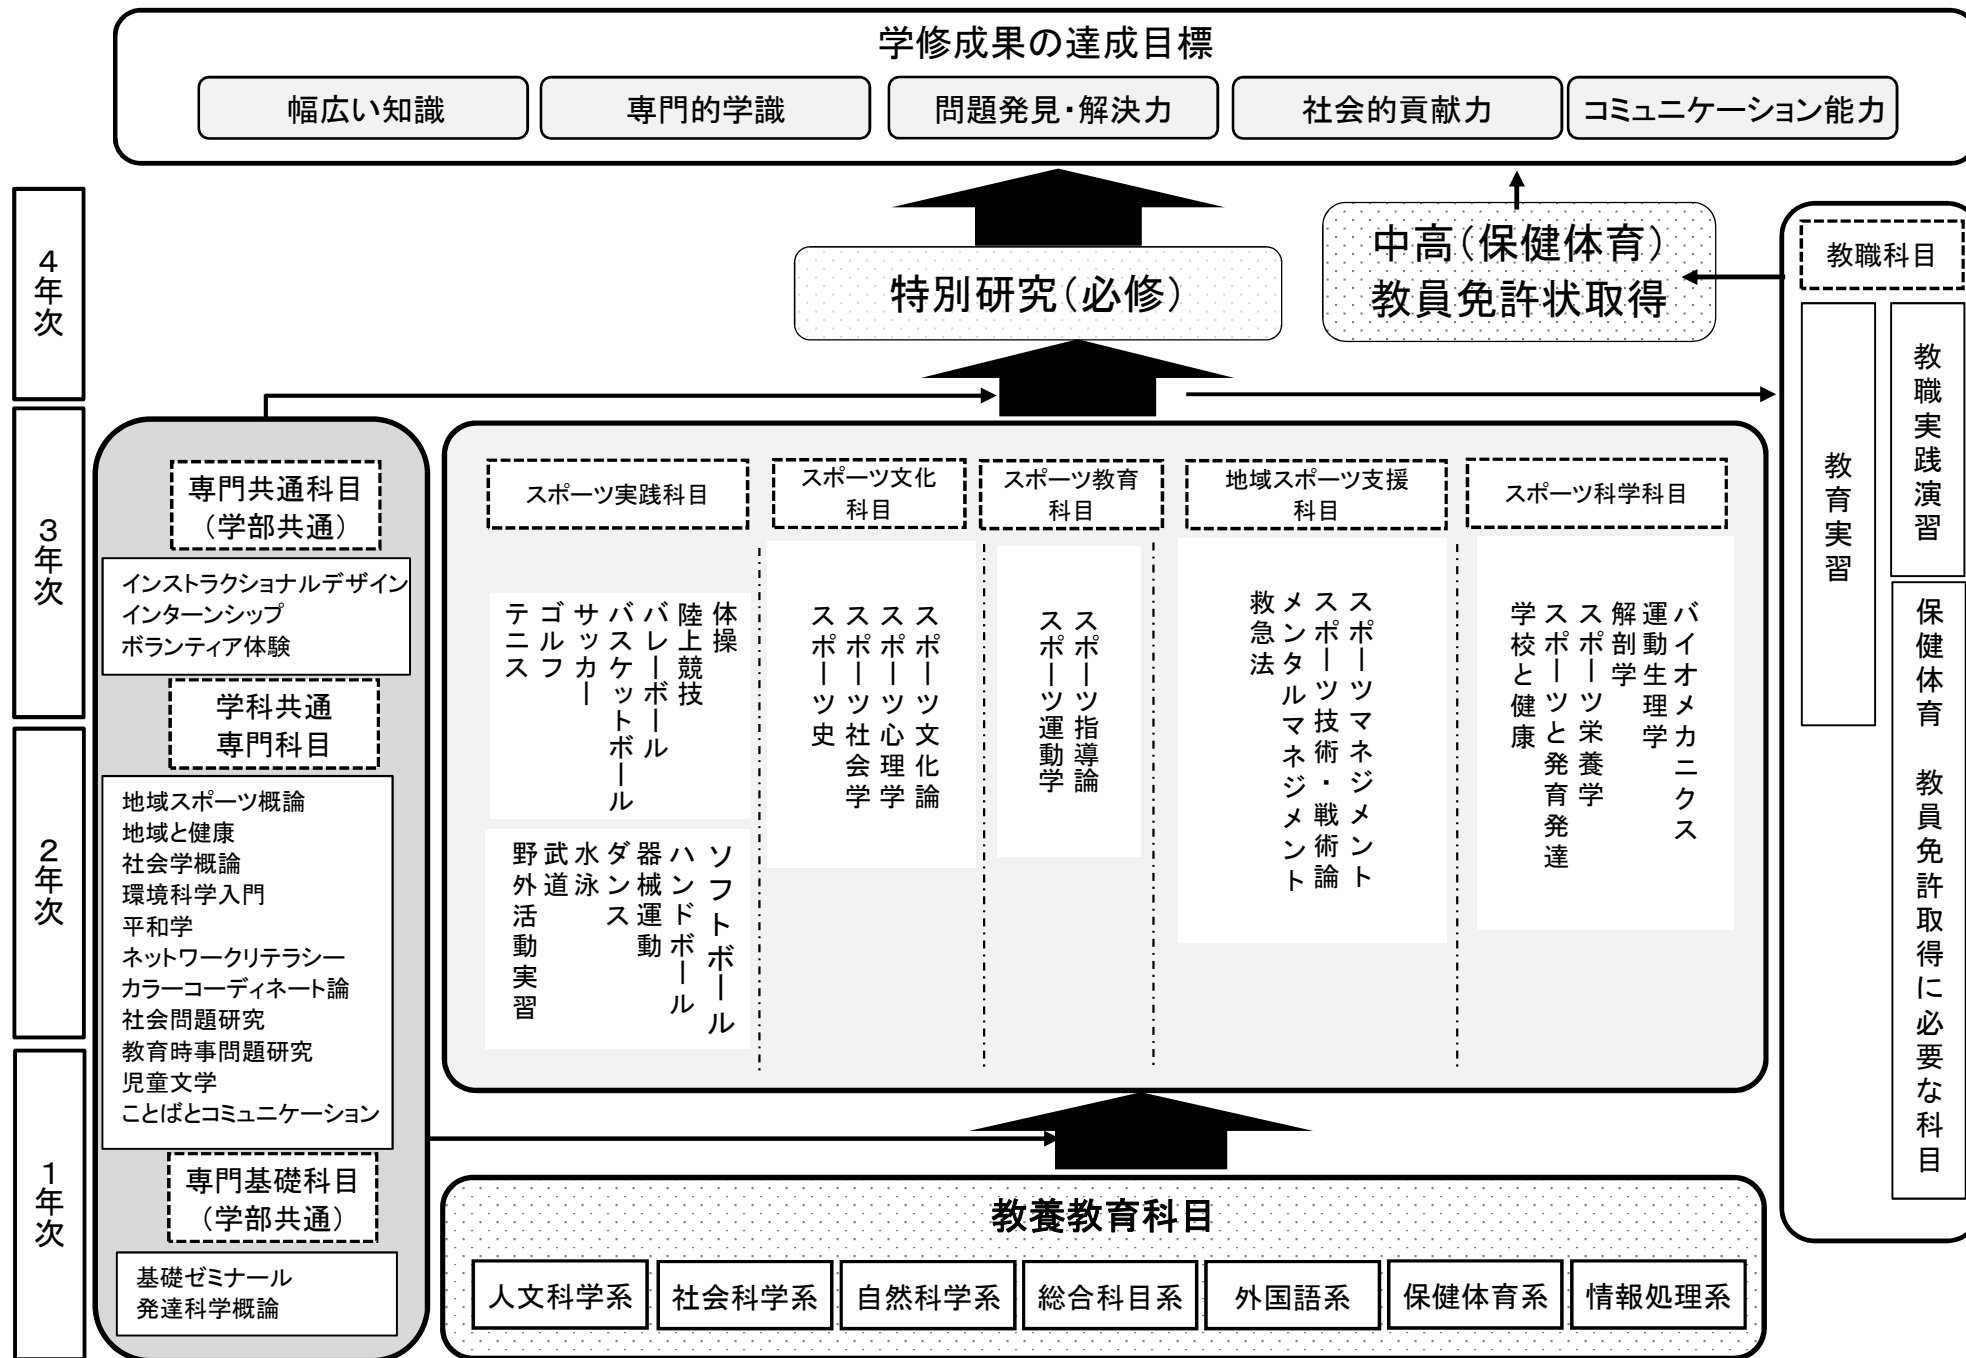 学修成果の達成目標
幅広い知識
専門的学識
問題発見・解決力
社会的貢献力
コミュニケーション能力
4年次
3年次
2年次
1年次
特別研究(必修)
中高(保健体育)
教員免許状取得
教職科目
教育実習
教職実践演習
保健体育 教員免許取得に必要な科目
専門共通科目
(学部共通)
インストラクショナルデザイン
インターンシップ
ボランティア体験
学科共通
専門科目
地域スポーツ概論
地域と健康
社会学概論
環境科学入門
平和学
ネットワークリテラシー
カラーコーディネート論
社会問題研究
教育時事問題研究
児童文学
ことばとコミュニケーション
専門基礎科目
(学部共通)
基礎ゼミナール
発達科学概論
スポーツ実践科目
体操
陸上競技
バレーボール
バスケットボール
サッカー
ゴルフ
テニス
ソフトボール
ハンドボール
器械運動
ダンス
水泳
武道
野外活動実習
スポーツ文化
科目
スポーツ文化論
スポーツ心理学
スポーツ社会学
スポーツ史
スポーツ教育
科目
スポーツ指導論
スポーツ運動学
地域スポーツ支援
科目
スポーツマネジメント
スポーツ技術・戦術論
メンタルマネジメント
救急法
スポーツ科学科目
バイオメカニクス
運動生理学
解剖学
スポーツ栄養学
スポーツと発育発達
学校と健康
教養教育科目
人文科学系
社会科学系
自然科学系
総合科目系
外国語系
保健体育系
情報処理系